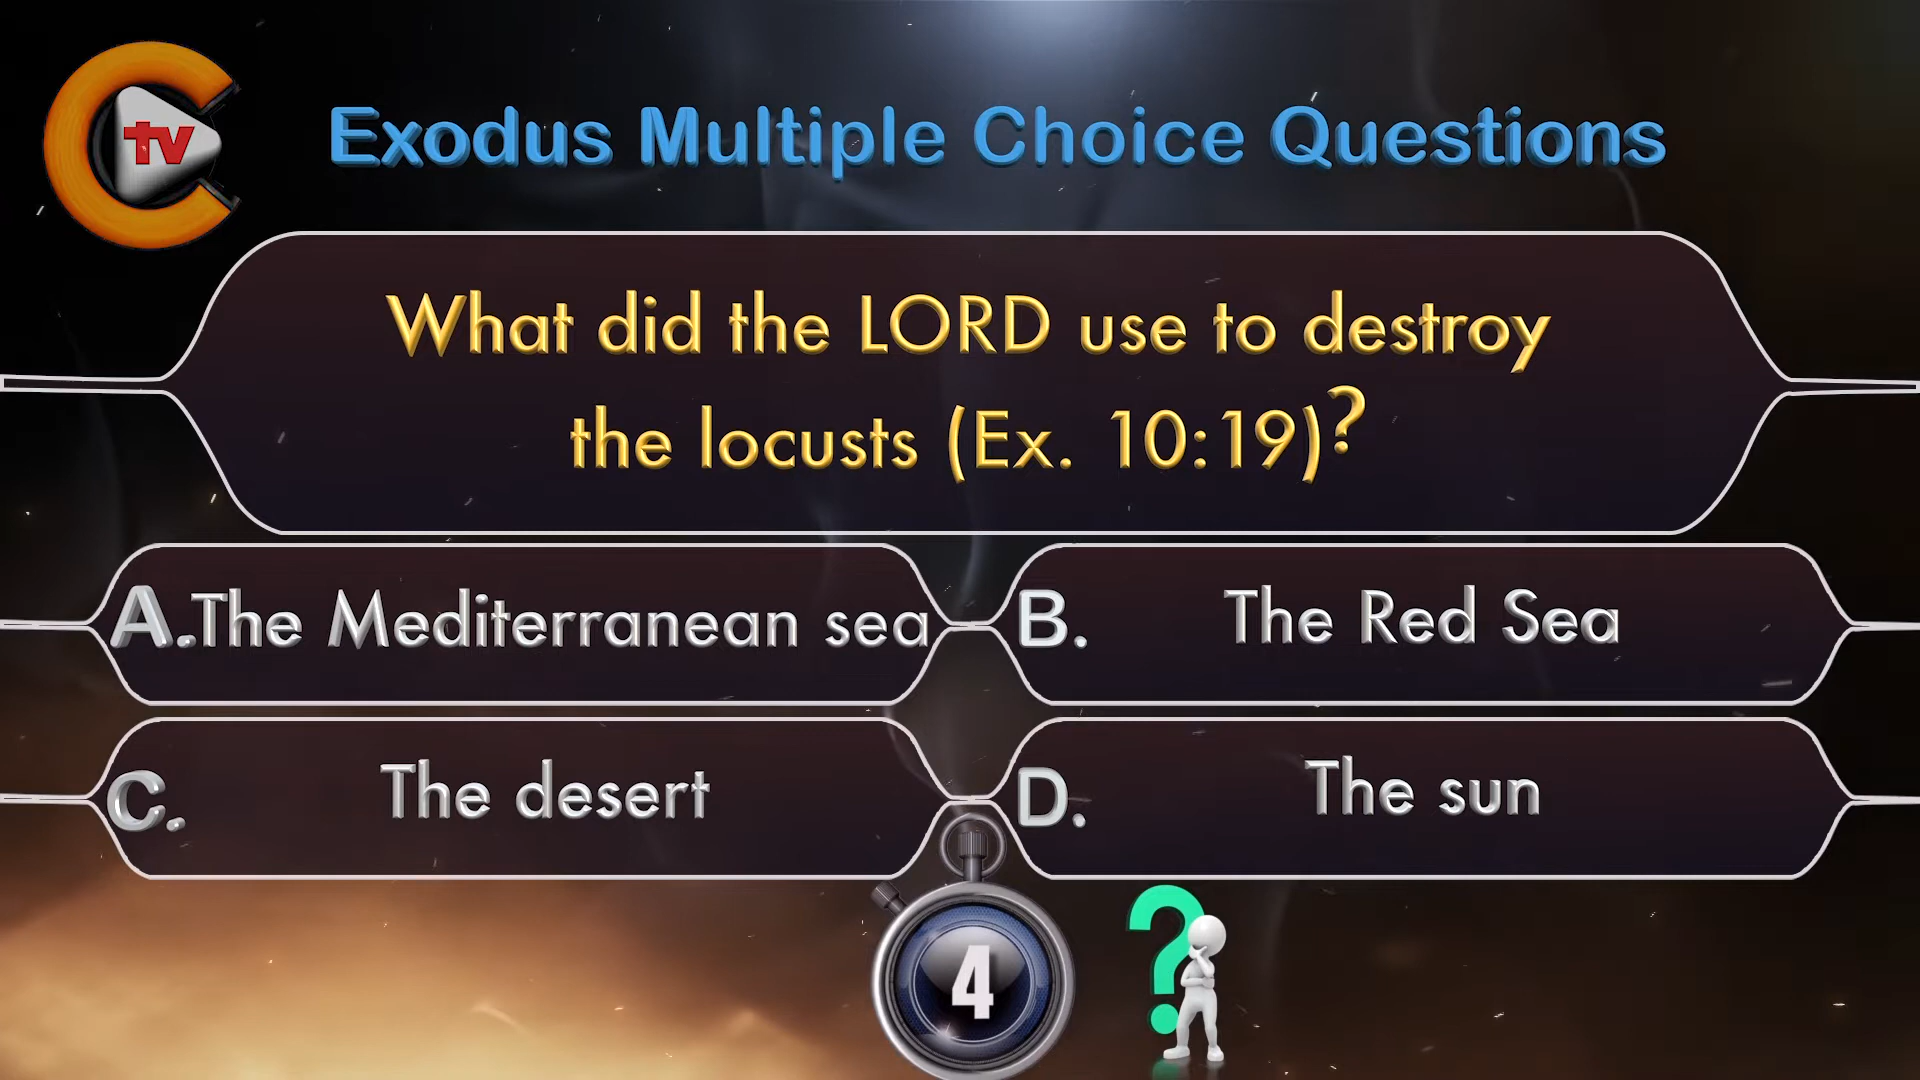 tv
Exodus Multiple Choice Questions
What did the LORD use to destroy
the locusts (Ex. 10:19)?
A. The Mediterranean sea
B. The Red Sea
C. The desert
D. The sun
4
?